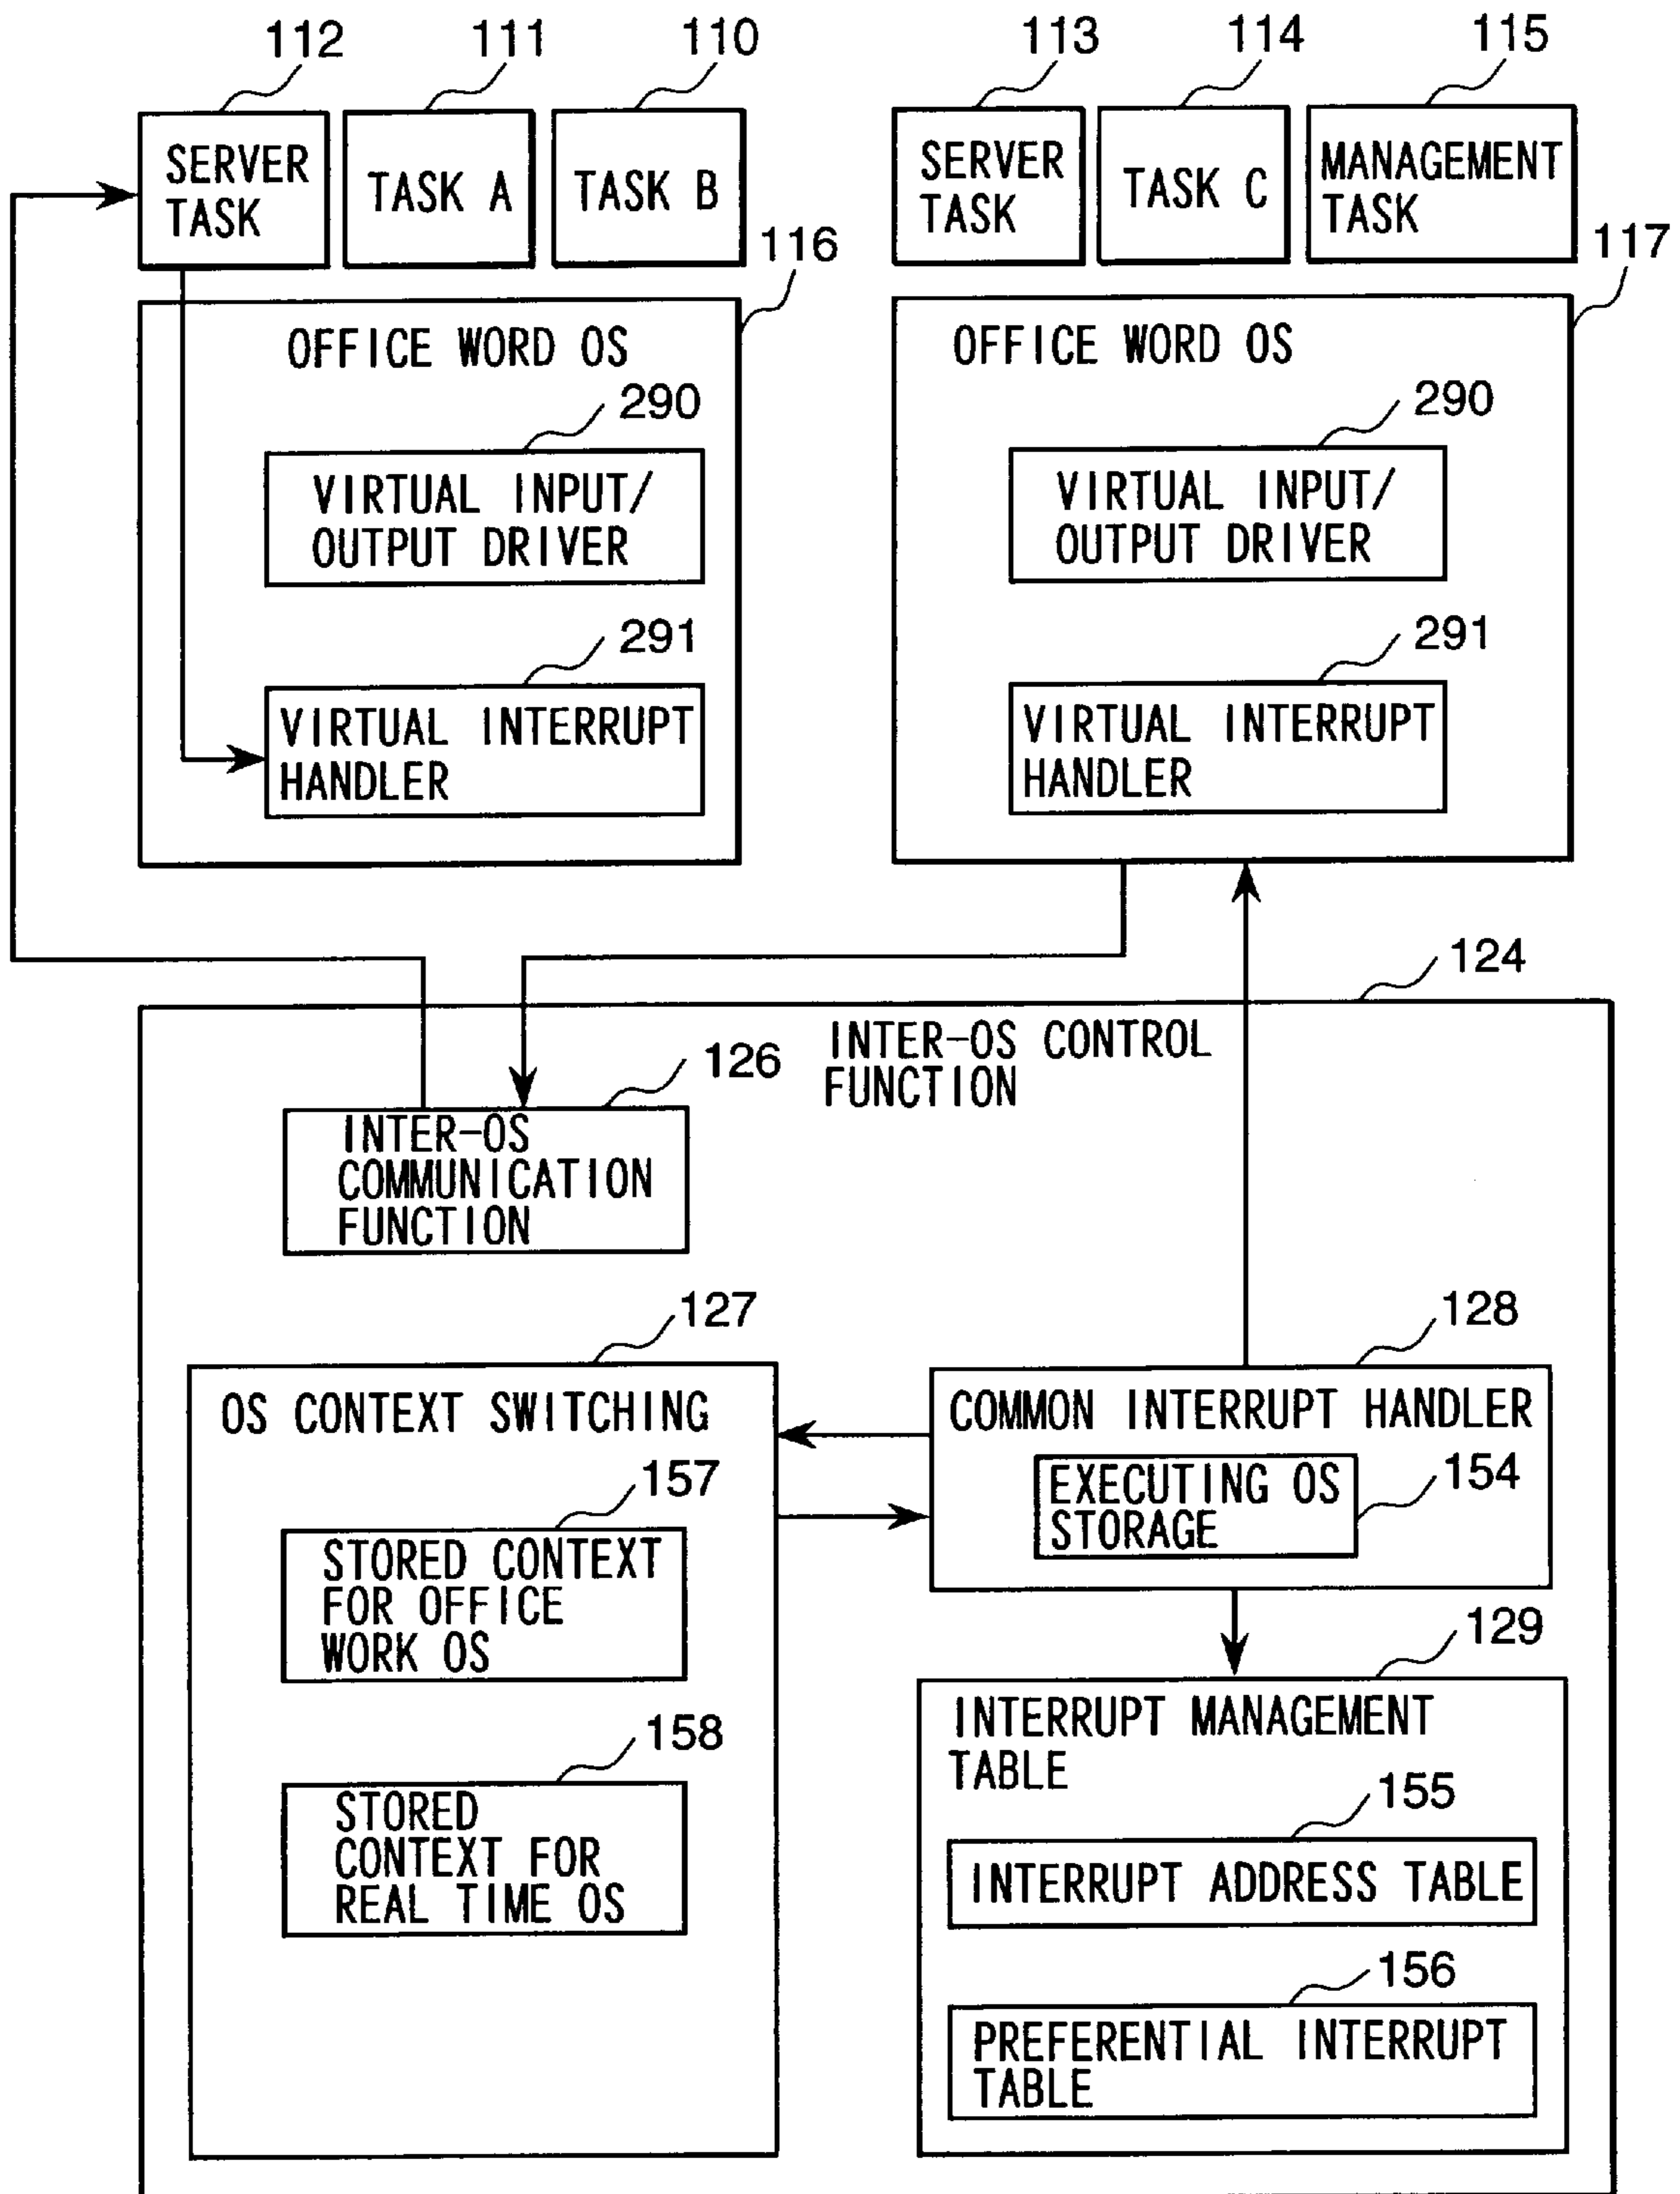 112
111
110
113
114
115
SERVER
TASK
TASK A
TASK B
SERVER
TASK
TASK C
MANAGEMENT
TASK
116
117
OFFICE WORD OS
290
VIRTUAL INPUT/
OUTPUT DRIVER
291
VIRTUAL INTERRUPT
HANDLER
OFFICE WORD OS
290
VIRTUAL INPUT/
OUTPUT DRIVER
291
VIRTUAL INTERRUPT
HANDLER
124
INTER-OS CONTROL
FUNCTION
126
INTER-OS
COMMUNICATION
FUNCTION
127
OS CONTEXT SWITCHING
157
STORED CONTEXT
FOR OFFICE
WORK OS
158
STORED
CONTEXT FOR
REAL TIME OS
128
COMMON INTERRUPT HANDLER
EXECUTING OS
STORAGE
154
129
INTERRUPT MANAGEMENT
TABLE
155
INTERRUPT ADDRESS TABLE
156
PREFERENTIAL INTERRUPT
TABLE